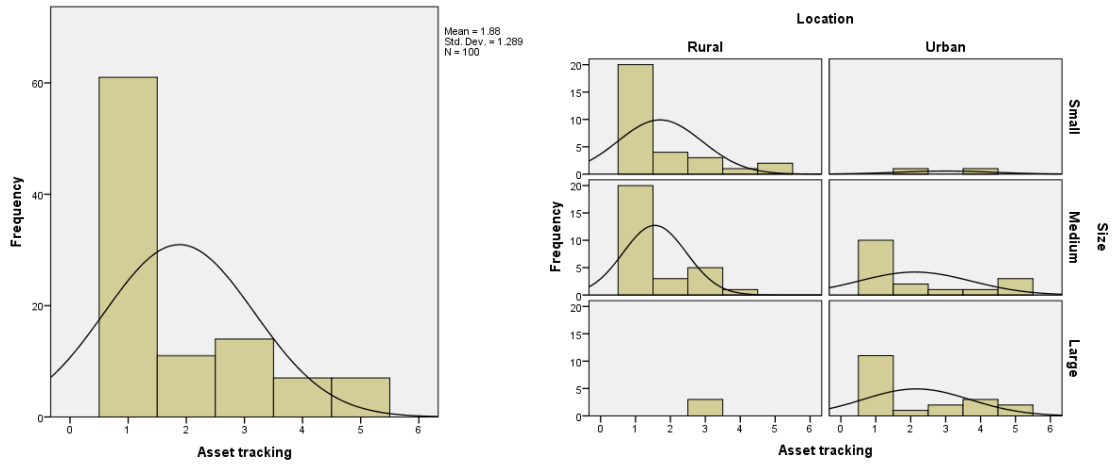 Mean = 1.88
Std. Dev. = 1.289
N = 100
Frequency
60
40
20
0
0 1 2 3 4 5 6
Asset tracking
Location
Rural Urban
20
15
10
5
0
Small
20
15
10
5
0
Medium
20
15
10
5
0
Large
Frequency
Size
0 1 2 3 4 5 6 0 1 2 3 4 5 6
Asset tracking